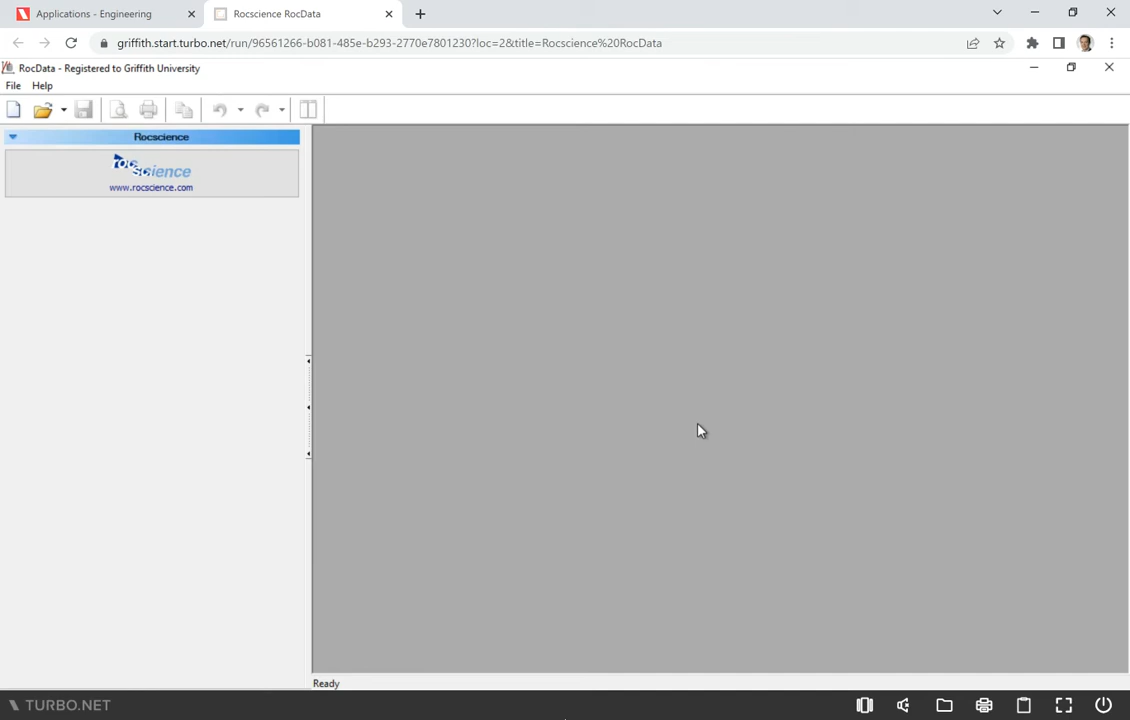 Applications - Engineering
Rocscience RocData
griffith.start.turbo.net/run/96561266-b081-485e-b293-2770e7801230?loc=2&title=Rocscience%20RocData
RocData - Registered to Griffith University
File Help
Rocscience
rocscience
www.rocscience.com
Ready
TURBO.NET